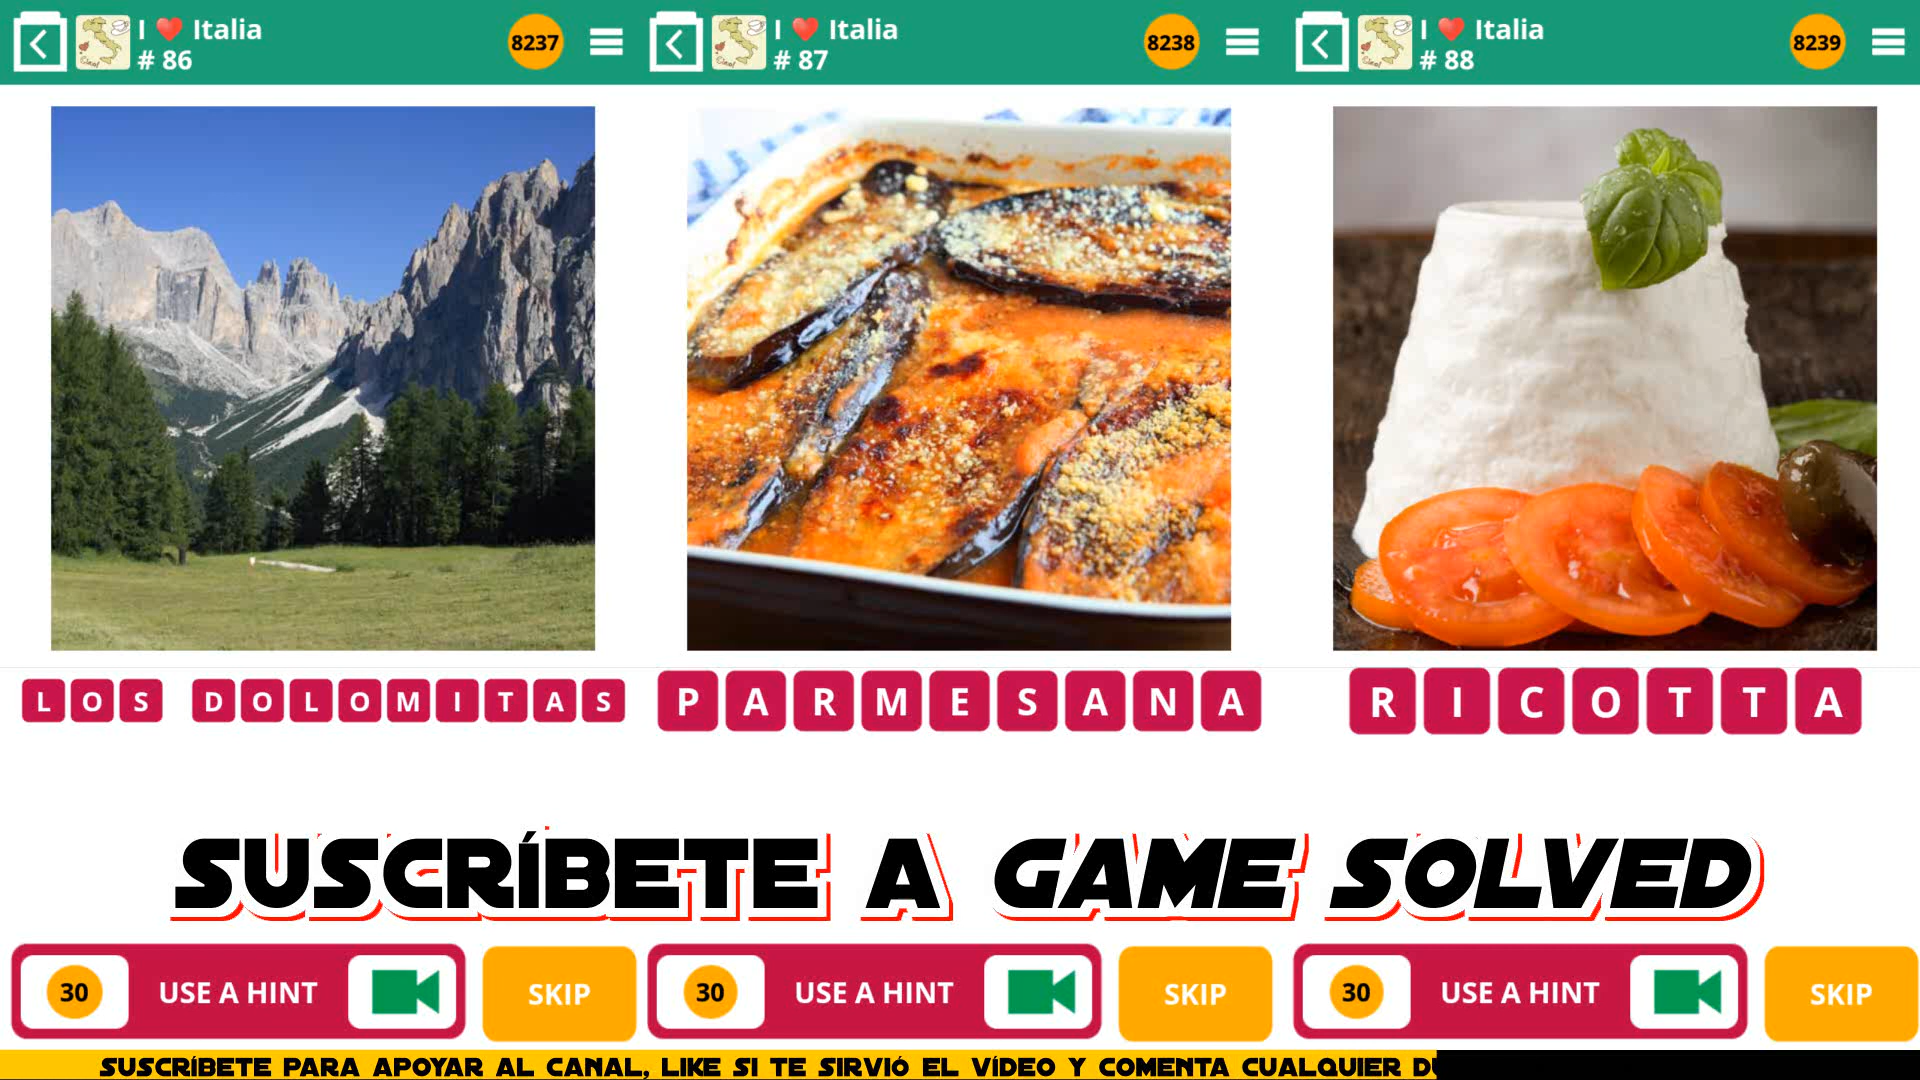 I ❤️ Italia
# 86
8237
I ❤️ Italia
# 87
8238
I ❤️ Italia
# 88
8239
LOS DOLOMITAS
PARMESANA
RICOTTA
SUSCRÍBETE A GAME SOLVED
30 USE A HINT SKIP
30 USE A HINT SKIP
30 USE A HINT SKIP
SUSCRÍBETE PARA APOYAR AL CANAL, LIKE SI TE SIRVIÓ EL VÍDEO Y COMENTA CUALQUIER